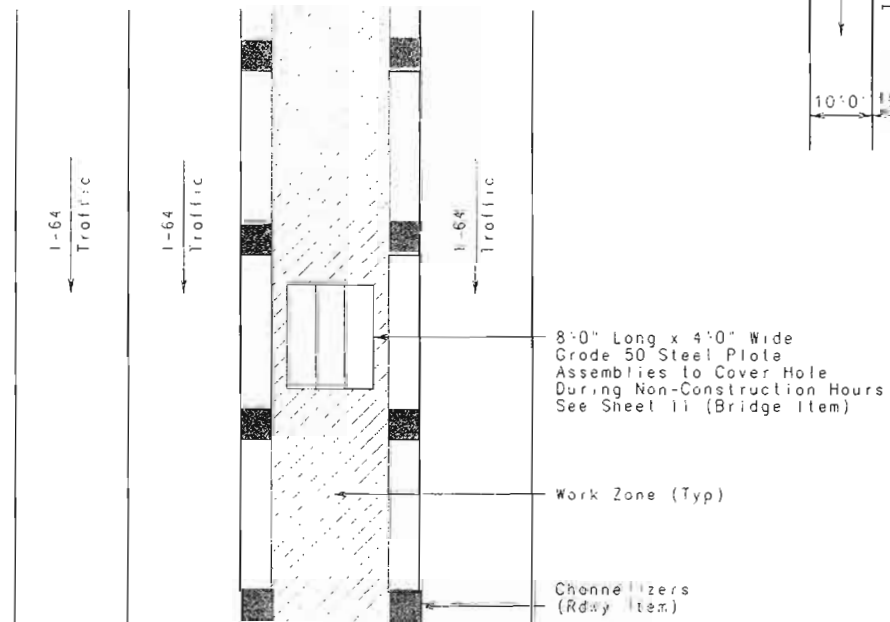 I-64
Traffic
I-64
Traffic
I-64
Traffic
10'0"
8'0" Long x 4'0" Wide
Grade 50 Steel Plate
Assemblies to Cover Hole
During Non-Construction Hours
See Sheet 11 (Bridge Item)
Work Zone (Typ)
Channelizers
(Rdwy Item)